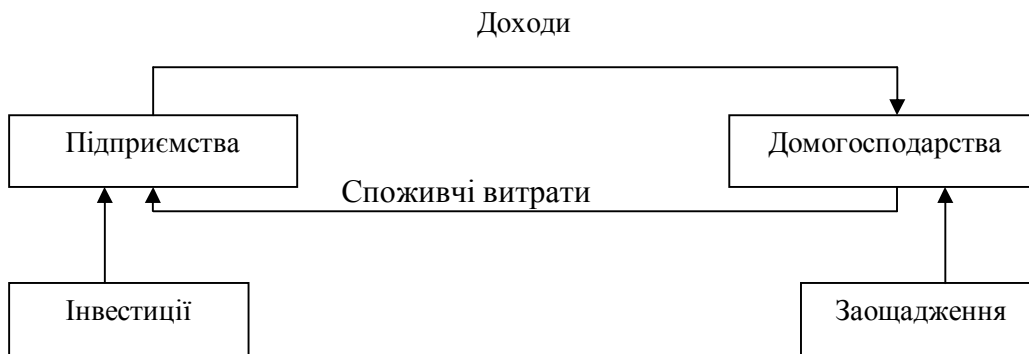 Доходи
Підприємства
Домогосподарства
Споживчі витрати
Інвестиції
Заощадження